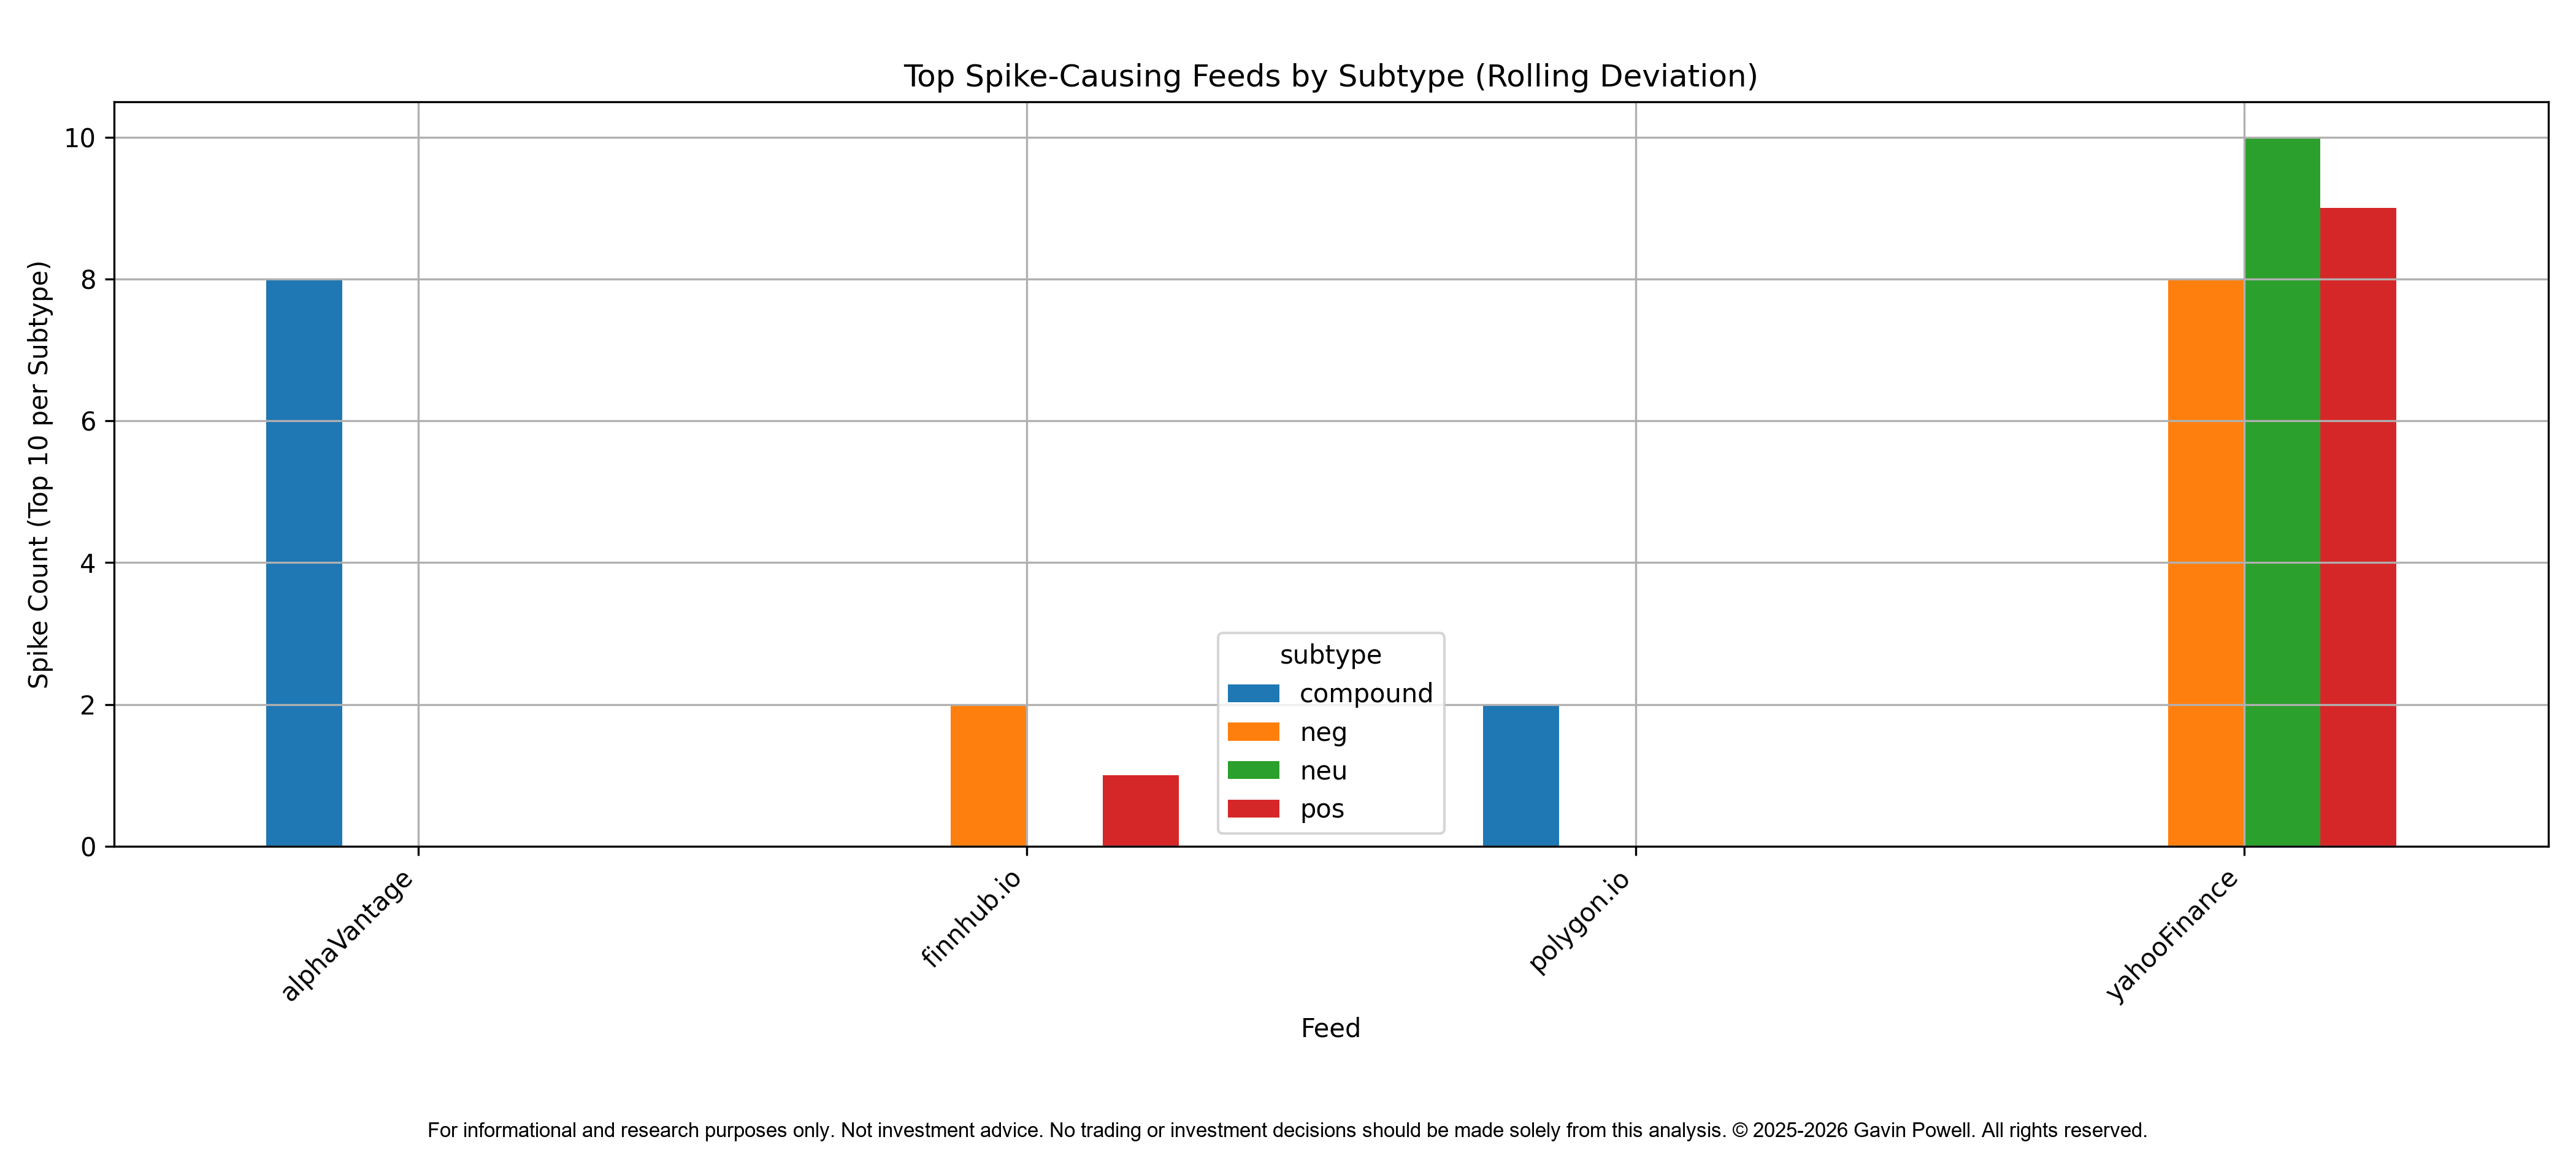 Top Spike-Causing Feeds by Subtype (Rolling Deviation)
Spike Count (Top 10 per Subtype)
10
8
6
4
2
0
subtype
compound
neg
neu
pos
alphaVantage
finnhub.io
polygon.io
yahooFinance
Feed
For informational and research purposes only. Not investment advice. No trading or investment decisions should be made solely from this analysis. © 2025-2026 Gavin Powell. All rights reserved.